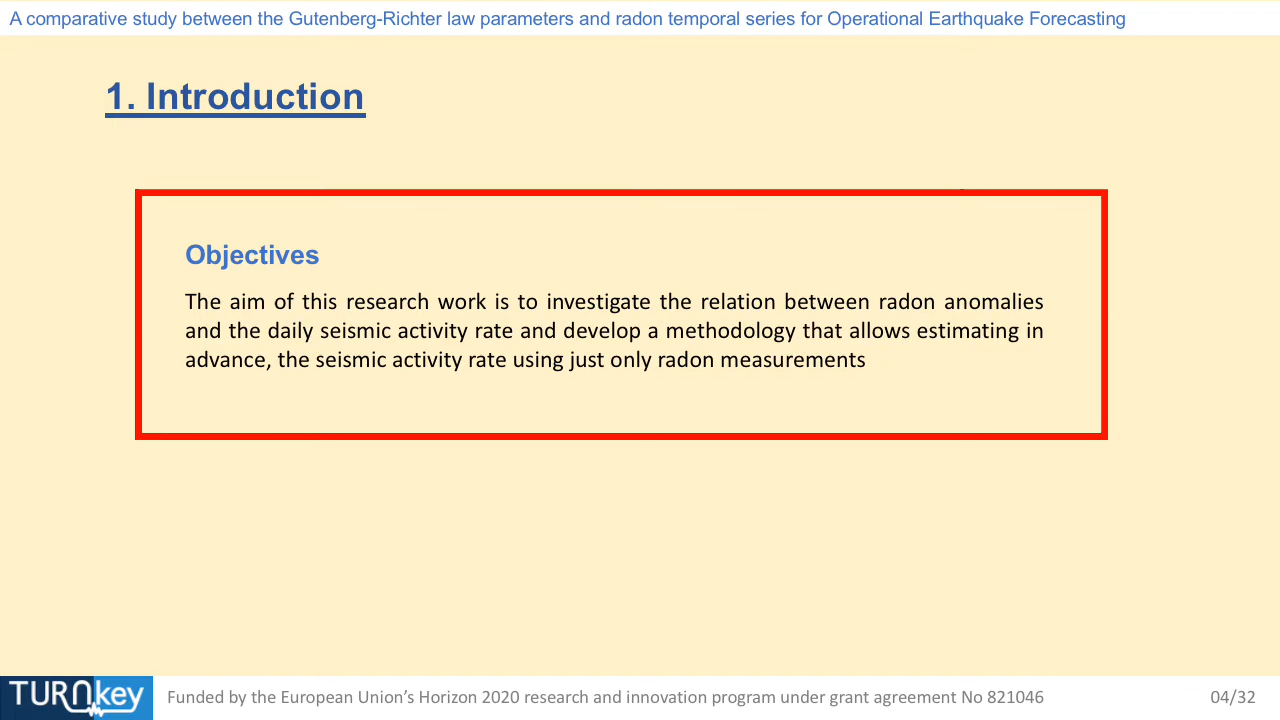 A comparative study between the Gutenberg-Richter law parameters and radon temporal series for Operational Earthquake Forecasting
1. Introduction
Objectives
The aim of this research work is to investigate the relation between radon anomalies
and the daily seismic activity rate and develop a methodology that allows estimating in
advance, the seismic activity rate using just only radon measurements
TURNkey
Funded by the European Union’s Horizon 2020 research and innovation program under grant agreement No 821046
04/32